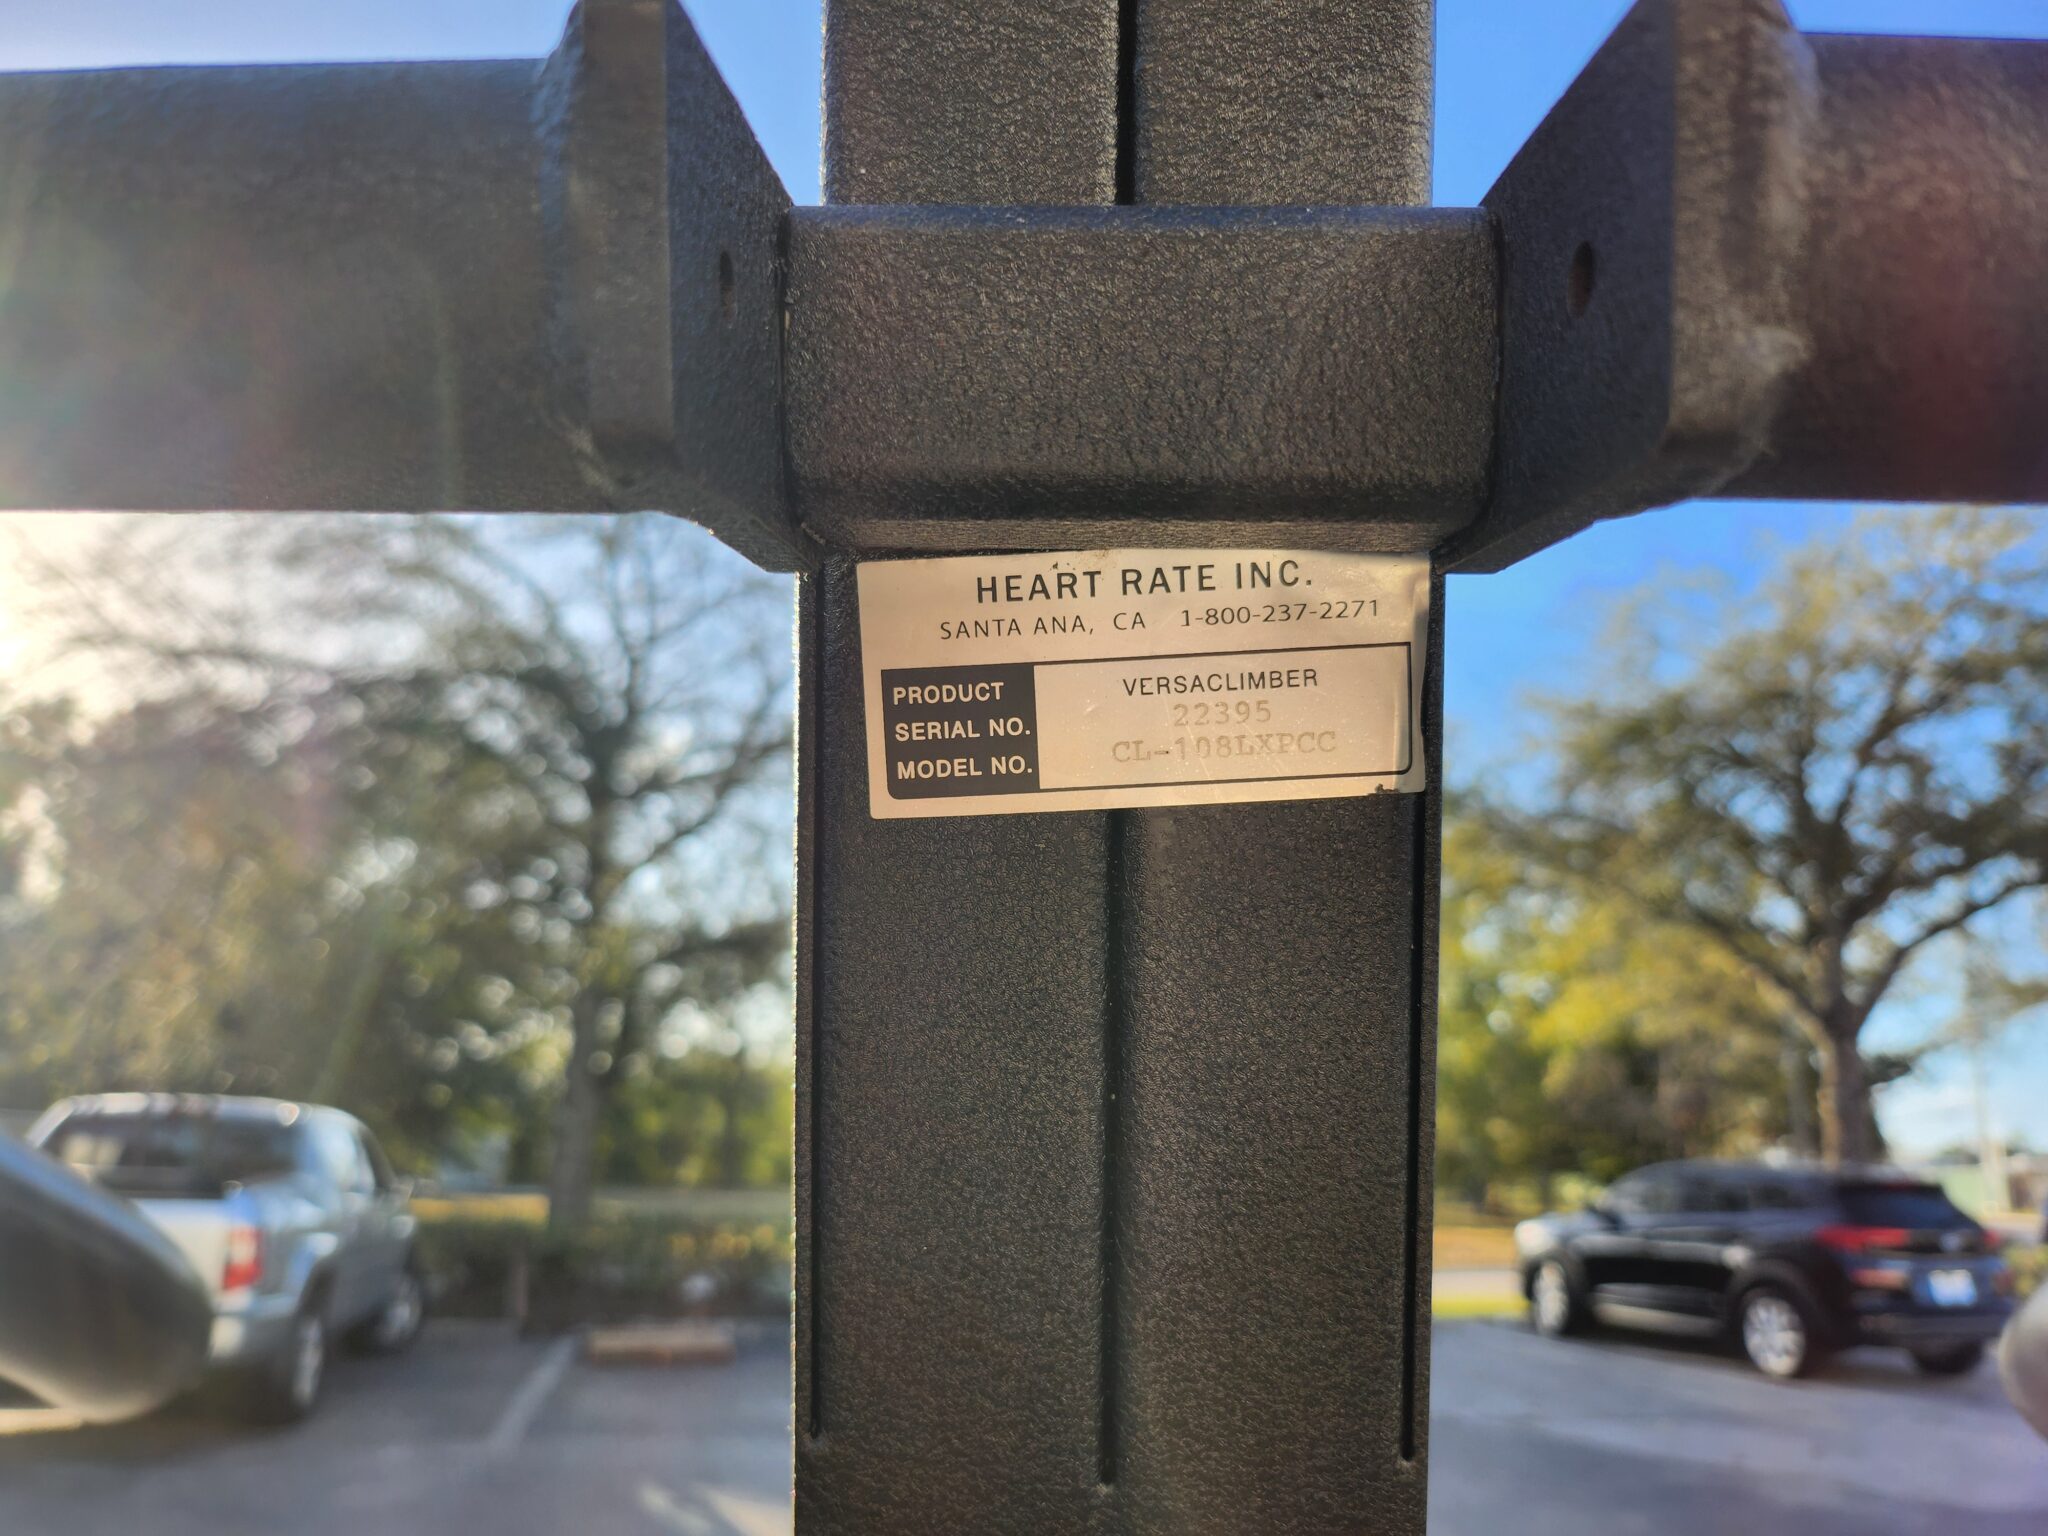 HEART RATE INC.
SANTA ANA, CA 1-800-237-2271
PRODUCT VERSACLIMBER
SERIAL NO. 22395
MODEL NO. CL-108LXPCC